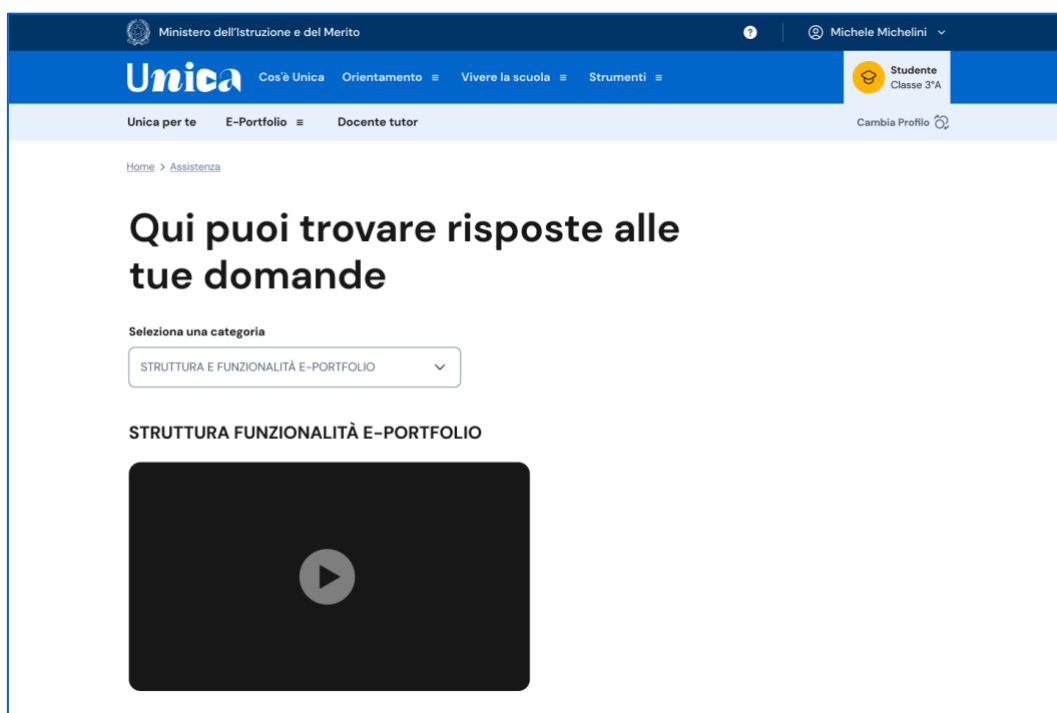 Ministero dell'Istruzione e del Merito
? Michele Michelini
Unica Cos'è Unica Orientamento Vivere la scuola Strumenti
Studente
Classe 3°A
Unica per te E-Portfolio Docente tutor Cambia Profilo
Home > Assistenza
Qui puoi trovare risposte alle
tue domande
Seleziona una categoria
STRUTTURA E FUNZIONALITÀ E-PORTFOLIO
STRUTTURA FUNZIONALITÀ E-PORTFOLIO